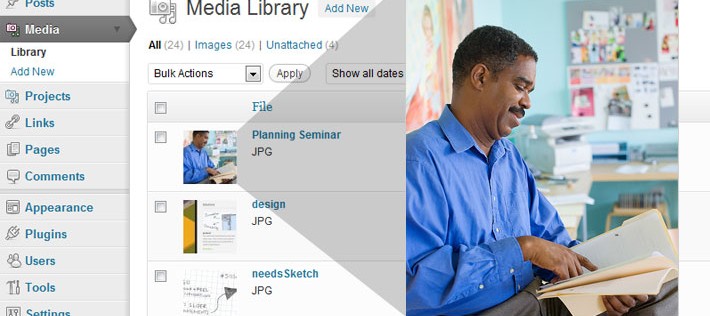 Posts
Media
Library
Add New
Projects
Links
Pages
Comments
Appearance
Plugins
Users
Tools
Settings
Media Library Add New
All (24) | Images (24) | Unattached (4)
Bulk Actions Apply Show all dates
File
Planning Seminar
JPG
design
JPG
needsSketch
JPG